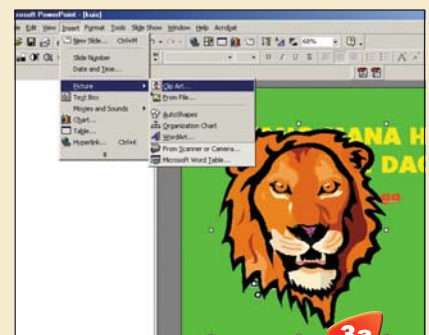 Microsoft PowerPoint - [kuis]
File Edit View Insert Format Tools Slide Show Window Help Acrobat
New Slide... Ctrl+M
68%
Slide Number
Date and Time...
Picture
Clip Art...
Text Box
From File...
Movies and Sounds
AutoShapes
Chart...
Organization Chart
Table...
WordArt...
Hyperlink... Ctrl+K
From Scanner or Camera...
Microsoft Word Table...
ANA H
DAG
3a